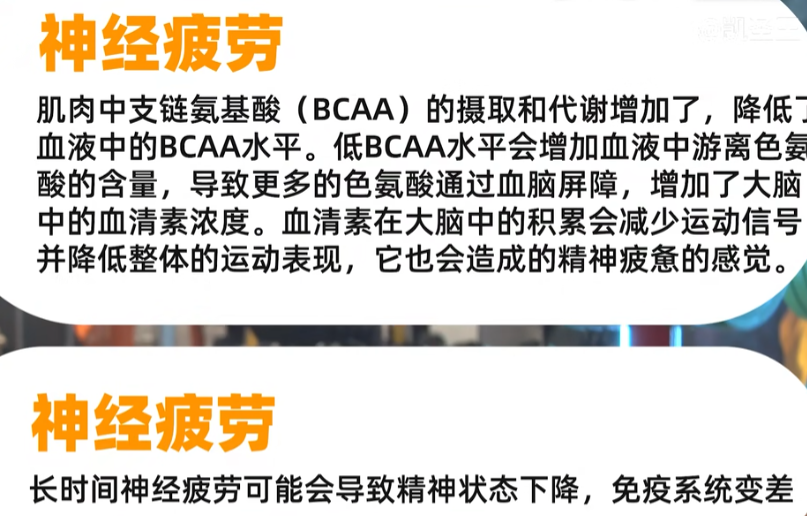 神经疲劳
肌肉中支链氨基酸（BCAA）的摄取和代谢增加了，降低了
血液中的BCAA水平。低BCAA水平会增加血液中游离色氨
酸的含量，导致更多的色氨酸通过血脑屏障，增加了大脑
中的血清素浓度。血清素在大脑中的积累会减少运动信号
并降低整体的运动表现，它也会造成的精神疲惫的感觉。
神经疲劳
长时间神经疲劳可能会导致精神状态下降，免疫系统变差